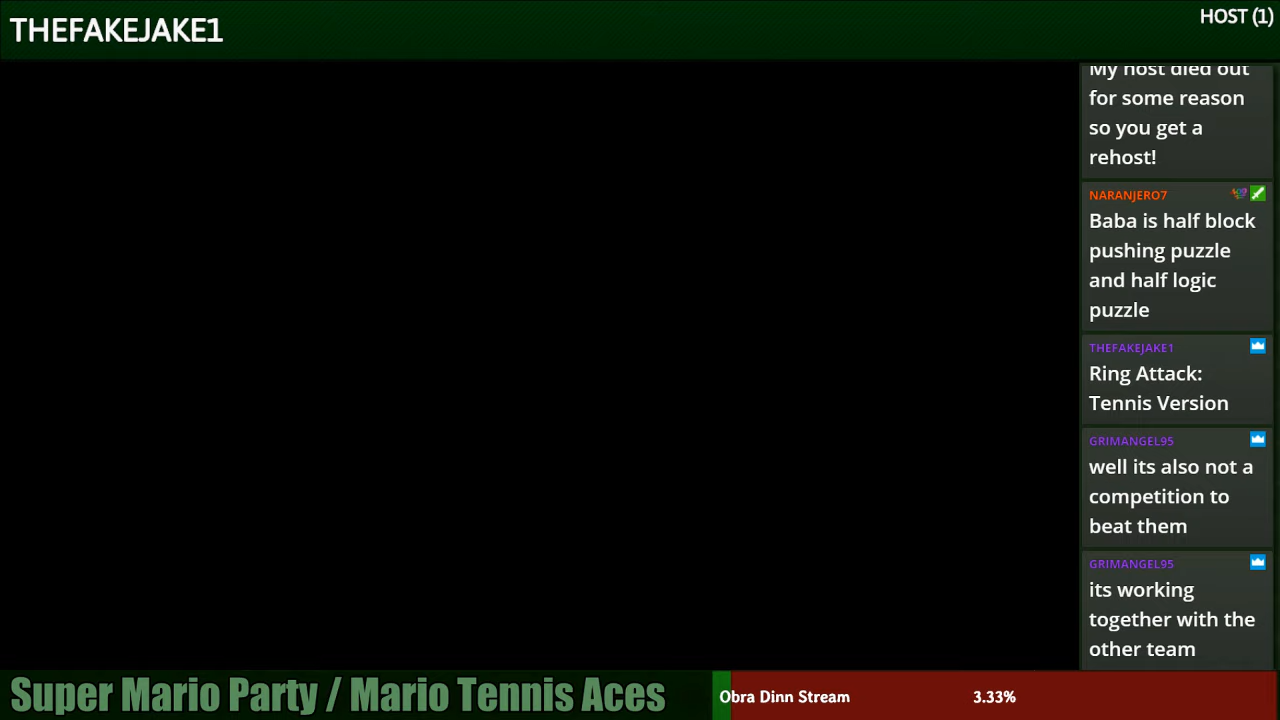 THEFAKEJAKE1
HOST (1)
My host died out
for some reason
so you get a
rehost!
NARANJERO7
Baba is half block
pushing puzzle
and half logic
puzzle
THEFAKEJAKE1
Ring Attack:
Tennis Version
GRIMANGEL95
well its also not a
competition to
beat them
GRIMANGEL95
its working
together with the
other team
Super Mario Party / Mario Tennis Aces
Obra Dinn Stream 3.33%